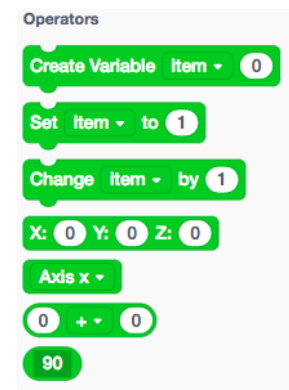 Operators
Create Variable item 0
Set item to 1
Change item by 1
X: 0 Y: 0 Z: 0
Axis x
0 + 0
90